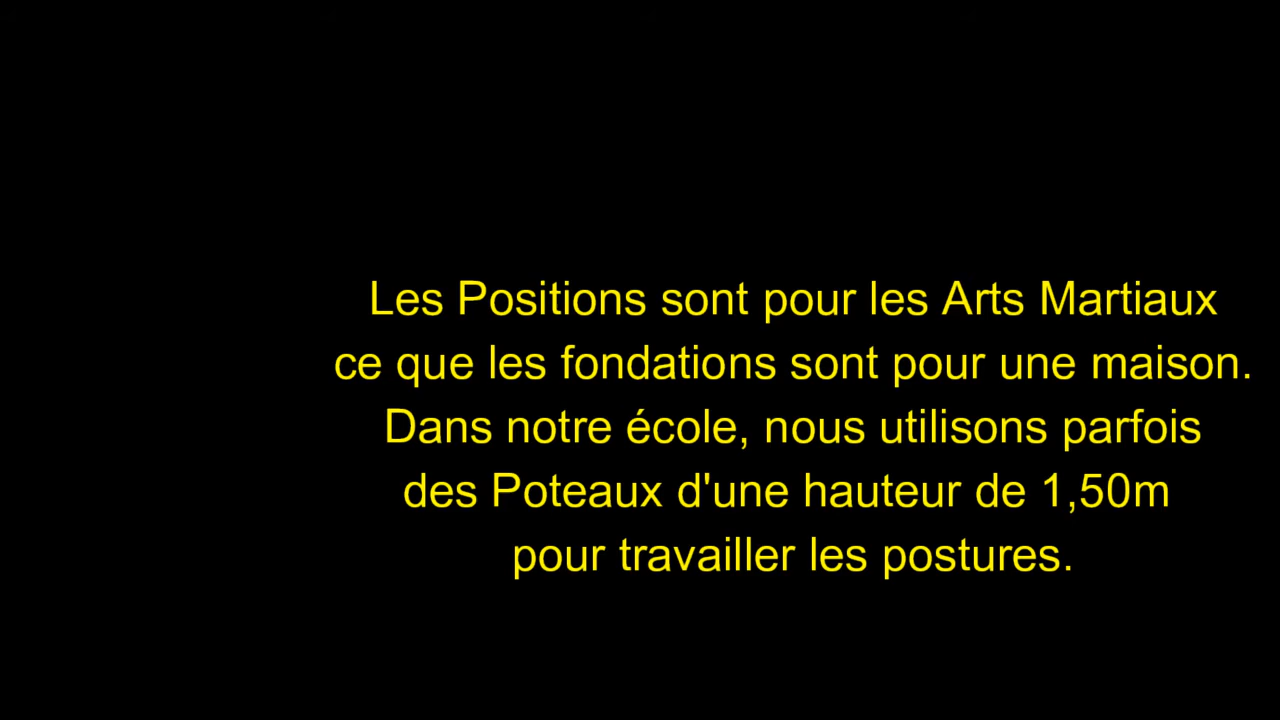 Les Positions sont pour les Arts Martiaux
ce que les fondations sont pour une maison.
Dans notre école, nous utilisons parfois
des Poteaux d'une hauteur de 1,50m
pour travailler les postures.